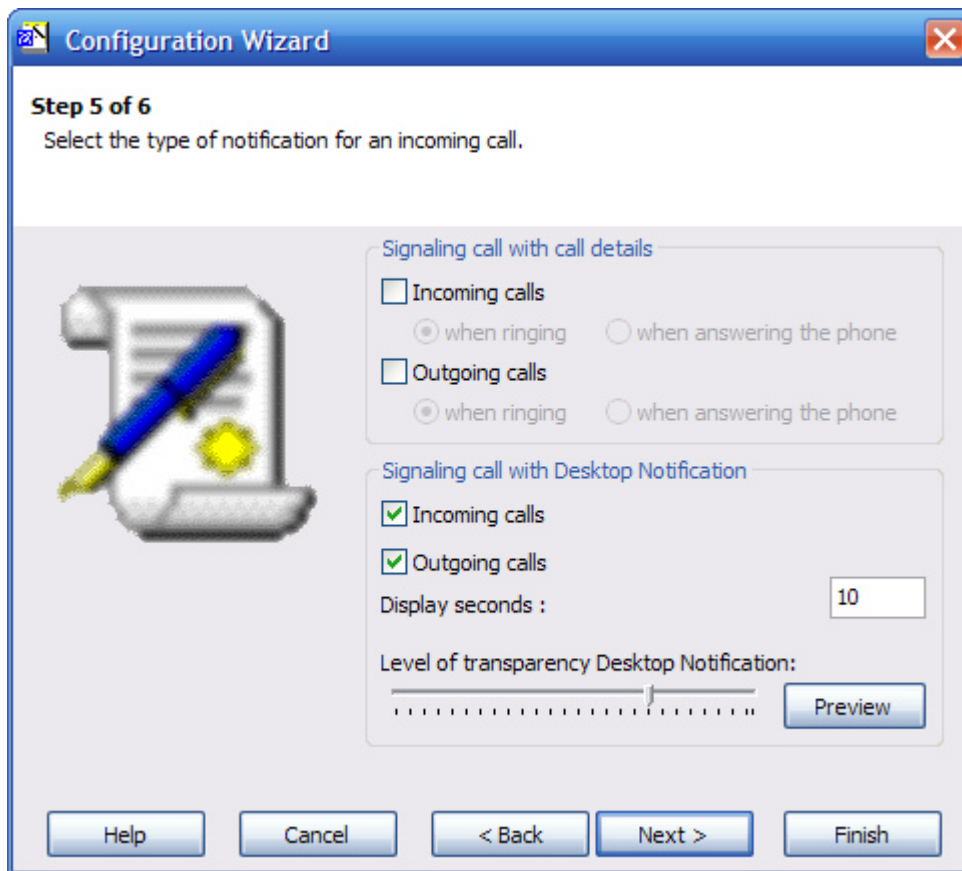 Configuration Wizard
Step 5 of 6
Select the type of notification for an incoming call.
Signaling call with call details
Incoming calls
when ringing when answering the phone
Outgoing calls
when ringing when answering the phone
Signaling call with Desktop Notification
Incoming calls
Outgoing calls
Display seconds : 10
Level of transparency Desktop Notification:
Preview
Help Cancel < Back Next > Finish